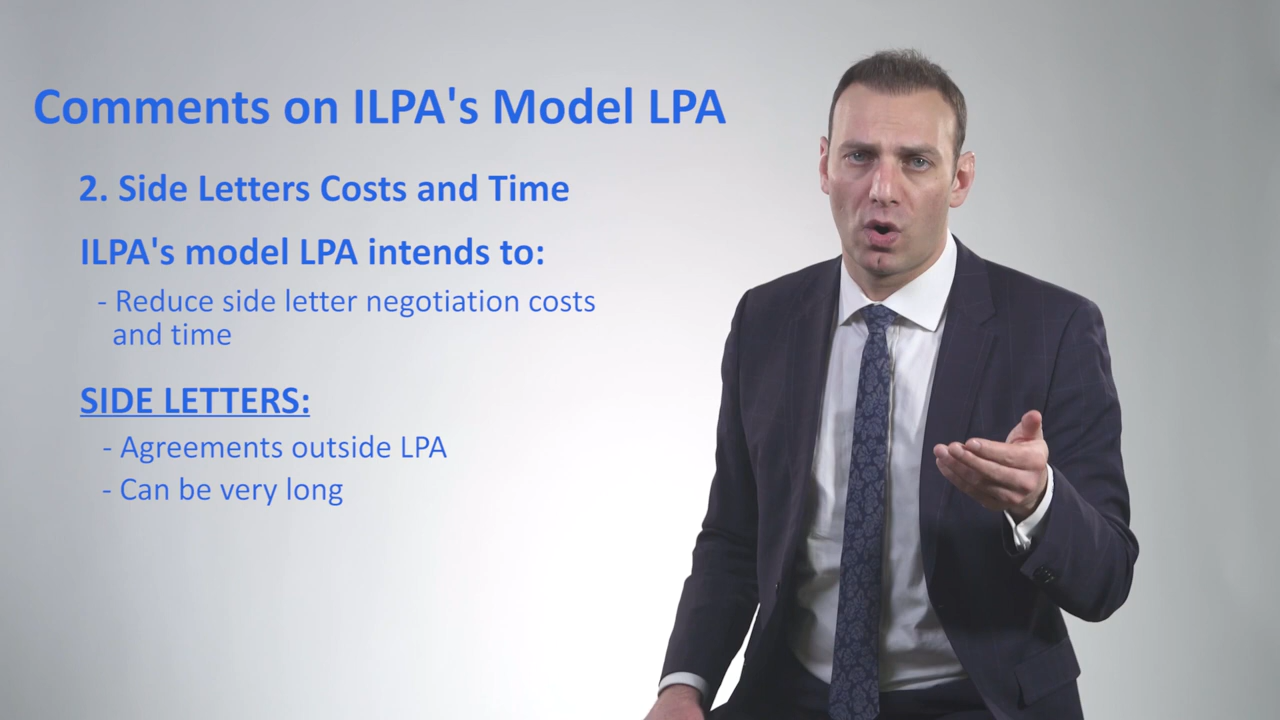 Comments on ILPA's Model LPA
2. Side Letters Costs and Time
ILPA's model LPA intends to:
- Reduce side letter negotiation costs
and time
SIDE LETTERS:
- Agreements outside LPA
- Can be very long